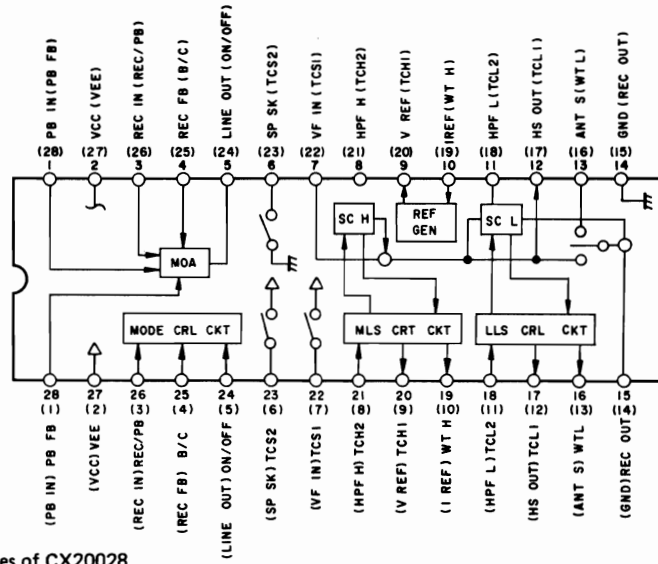 PB IN(PB FB)
VCC(VEE)
REC IN(REC/PB)
REC FB(B/C)
LINE OUT(ON/OFF)
SP SK(TCS2)
VF IN(TCS1)
HPF H(TCH2)
V REF(TCH1)
IREF(WT H)
HPF L(TCL2)
HS OUT(TCL1)
ANT S(WTL)
GND(REC OUT)
(28) (27) (26) (25) (24) (23) (22) (21) (20) (19) (18) (17) (16) (15)
1 2 3 4 5 6 7 8 9 10 11 12 13 14
SC H
REF GEN
SC L
MOA
MODE CRL CKT
MLS CRT CKT
LLS CRL CKT
28 27 26 25 24 23 22 21 20 19 18 17 16 15
(1) (2) (3) (4) (5) (6) (7) (8) (9) (10) (11) (12) (13) (14)
(PB IN) PB FB
(VCC)VEE
(REC IN)REC/PB
(REC FB) B/C
(LINE OUT)ON/OFF
(SP SK)TCS2
(VF IN)TCS1
(HPF H)TCH2
(V REF)TCH1
(I REF)WT H
(HPF L)TCL2
(HS OUT)TCL1
(ANT S)WTL
(GND)REC OUT
es of CX20028